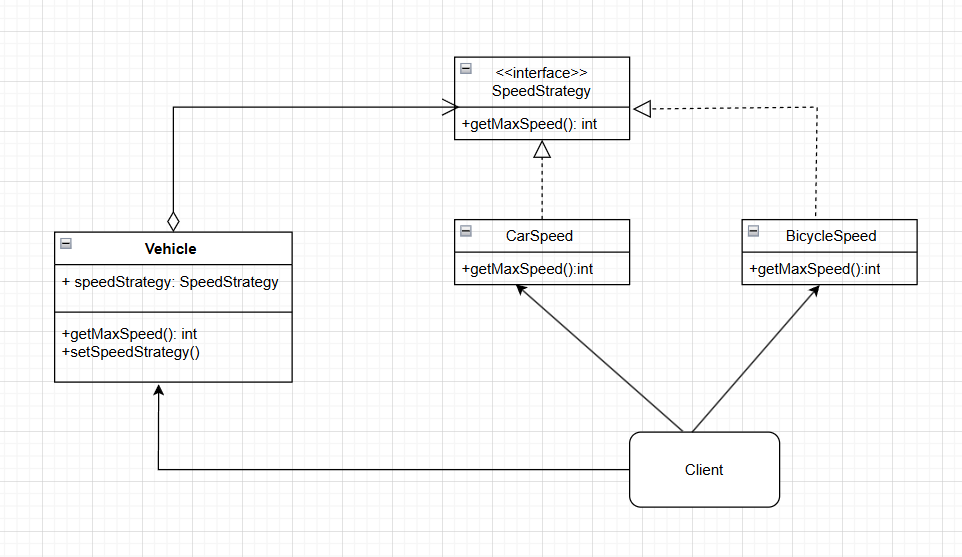 <<interface>>
SpeedStrategy
+getMaxSpeed(): int
Vehicle
+ speedStrategy: SpeedStrategy
+getMaxSpeed(): int
+setSpeedStrategy()
CarSpeed
+getMaxSpeed():int
BicycleSpeed
+getMaxSpeed():int
Client